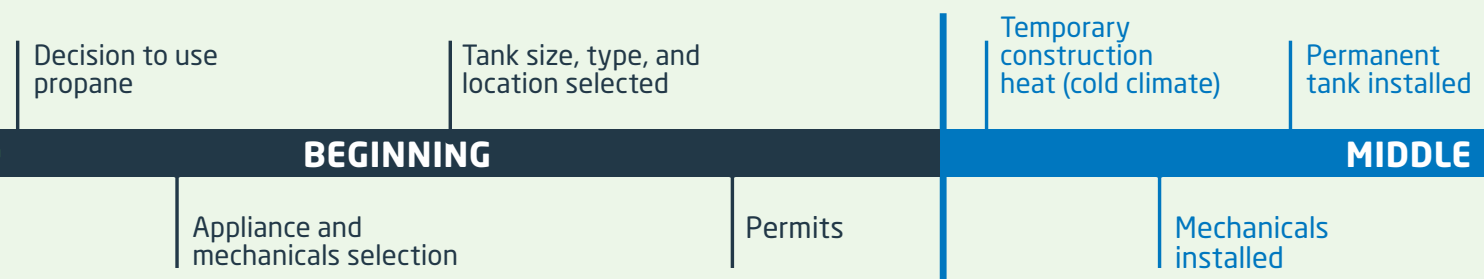 Decision to use
propane
Tank size, type, and
location selected
Temporary
construction
heat (cold climate)
Permanent
tank installed
BEGINNING
MIDDLE
Appliance and
mechanicals selection
Permits
Mechanicals
installed